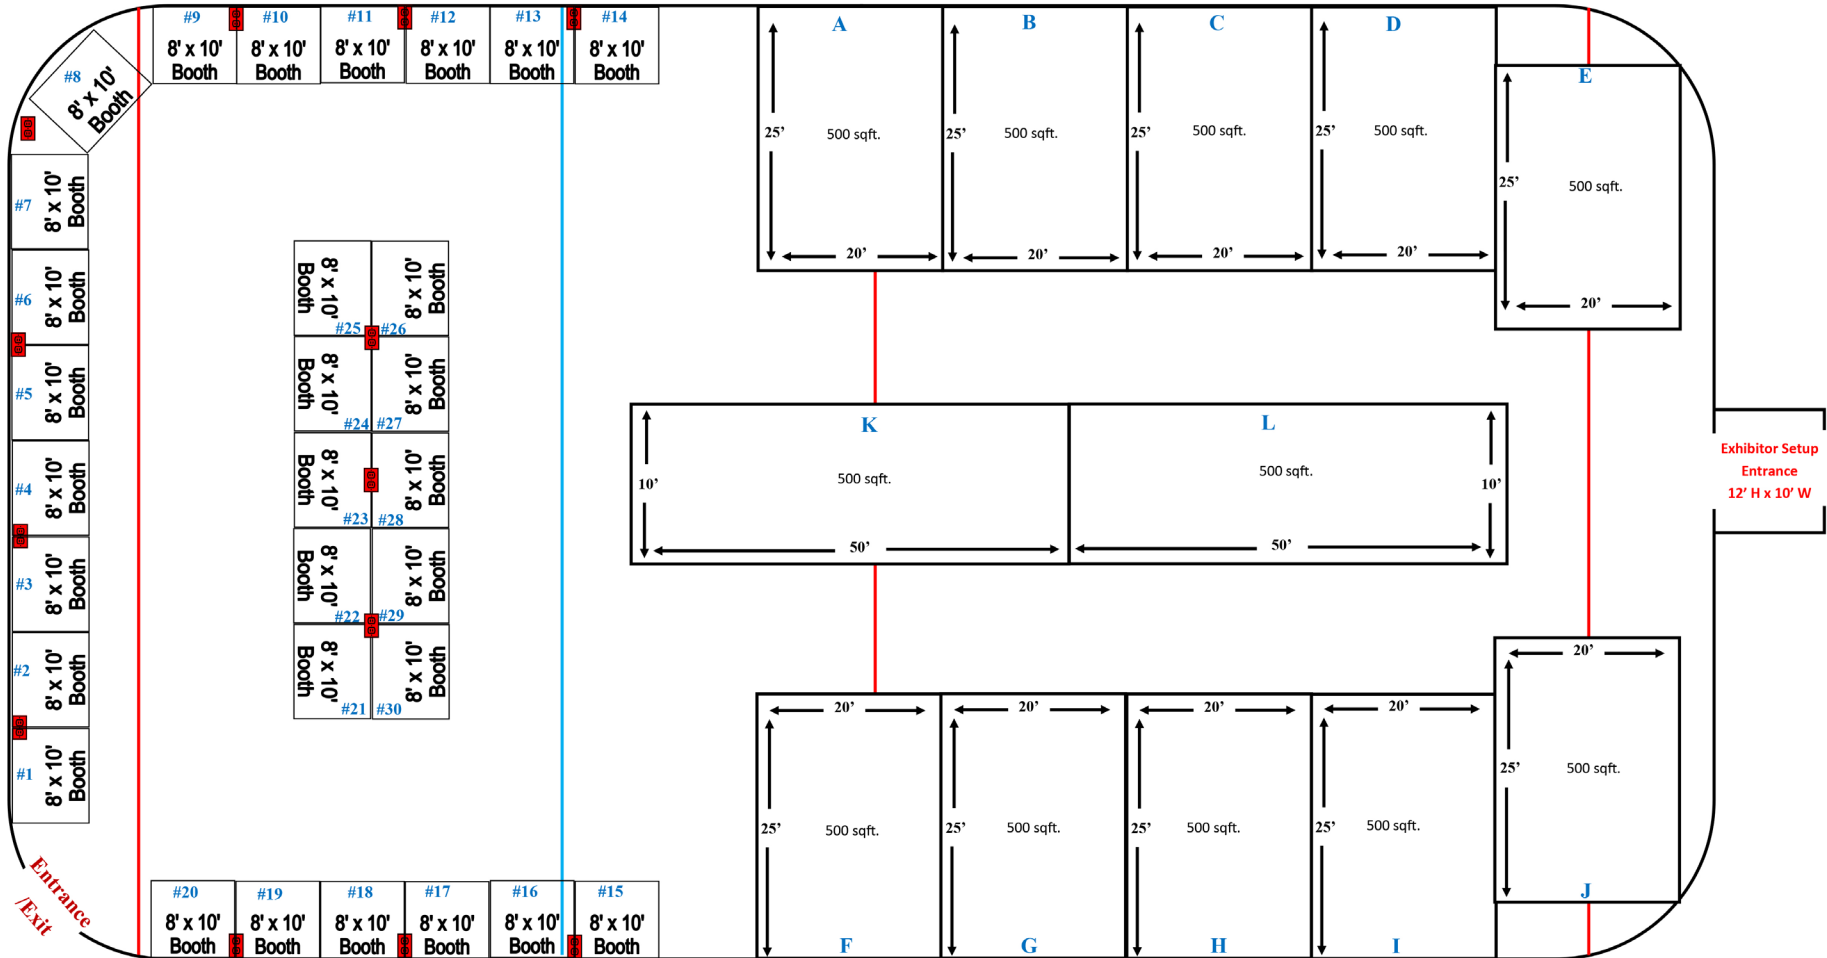 #9
8' x 10'
Booth
#10
8' x 10'
Booth
#11
8' x 10'
Booth
#12
8' x 10'
Booth
#13
8' x 10'
Booth
#14
8' x 10'
Booth
A
25'
500 sqft.
20’
B
25'
500 sqft.
20’
C
25'
500 sqft.
20’
D
25'
500 sqft.
20’
E
25’
500 sqft.
20’
#8
8' x 10'
Booth
#7
8' x 10'
Booth
#6
8' x 10'
Booth
#5
8' x 10'
Booth
#4
8' x 10'
Booth
#3
8' x 10'
Booth
#2
8' x 10'
Booth
#1
8' x 10'
Booth
8' x 10'
Booth
#25
8' x 10'
Booth
#26
8' x 10'
Booth
#24
8' x 10'
Booth
#27
8' x 10'
Booth
#23
8' x 10'
Booth
#28
8' x 10'
Booth
#22
8' x 10'
Booth
#29
8' x 10'
Booth
#21
8' x 10'
Booth
#30
K
10’
500 sqft.
50’
L
500 sqft.
10’
50’
Exhibitor Setup
Entrance
12’ H x 10’ W
Entrance
/Exit
#20
8' x 10'
Booth
#19
8' x 10'
Booth
#18
8' x 10'
Booth
#17
8' x 10'
Booth
#16
8' x 10'
Booth
#15
8' x 10'
Booth
20’
25’
500 sqft.
F
20’
25’
500 sqft.
G
20’
25’
500 sqft.
H
20’
25’
500 sqft.
I
20’
25’
500 sqft.
J